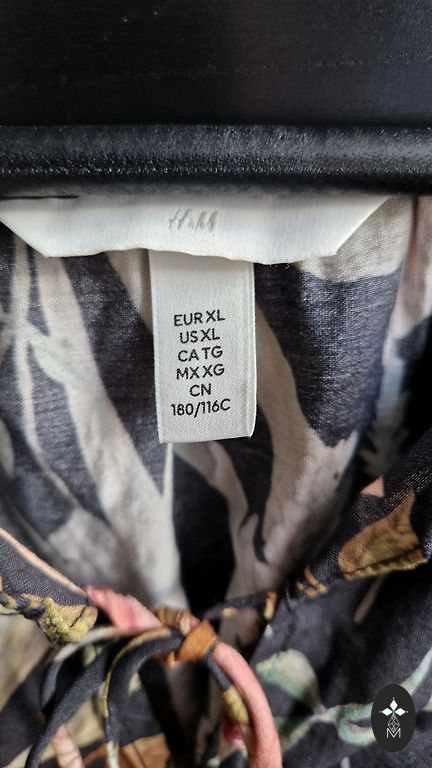 H&M
EUR XL
US XL
CA TG
MX XG
CN
180/116C
M